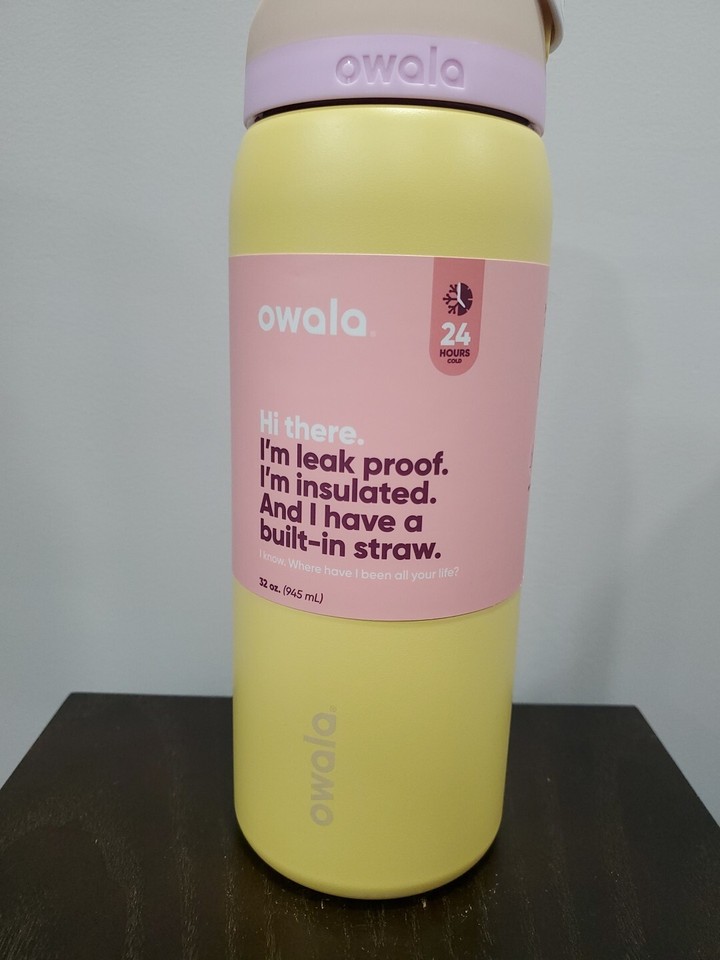 owala
owala
24
HOURS
COLD
Hi there.
I'm leak proof.
I'm insulated.
And I have a
built-in straw.
I know. Where have I been all your life?
32 oz. (945 mL)
owala